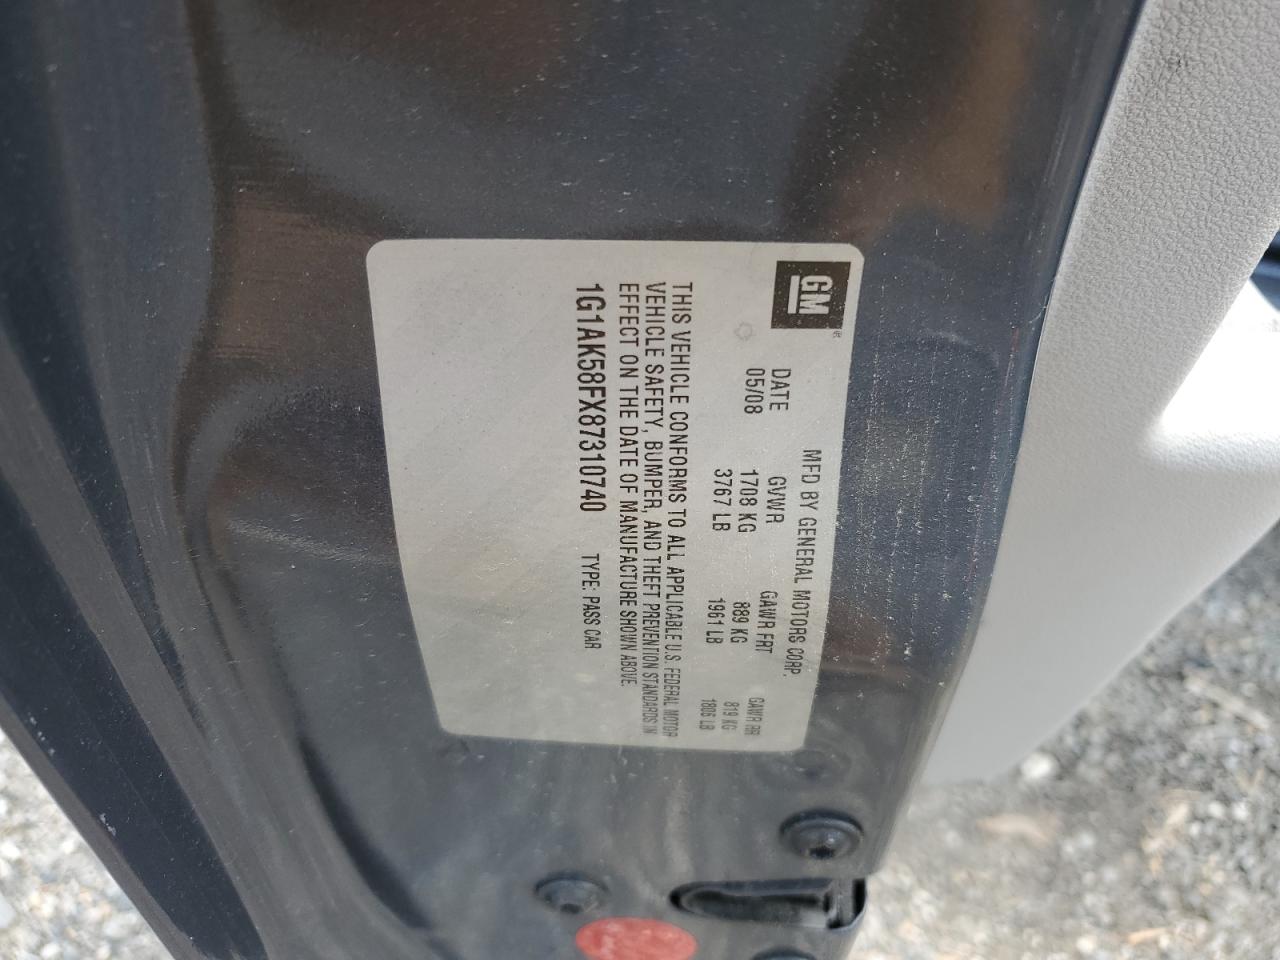 GM ®
MFD BY GENERAL MOTORS CORP.
DATE GVWR GAWR FRT GAWR RR
05/08 1708 KG 889 KG 819 KG
3767 LB 1961 LB 1806 LB
THIS VEHICLE CONFORMS TO ALL APPLICABLE U.S. FEDERAL MOTOR
VEHICLE SAFETY, BUMPER, AND THEFT PREVENTION STANDARDS IN
EFFECT ON THE DATE OF MANUFACTURE SHOWN ABOVE.
1G1AK58FX87310740 TYPE: PASS CAR